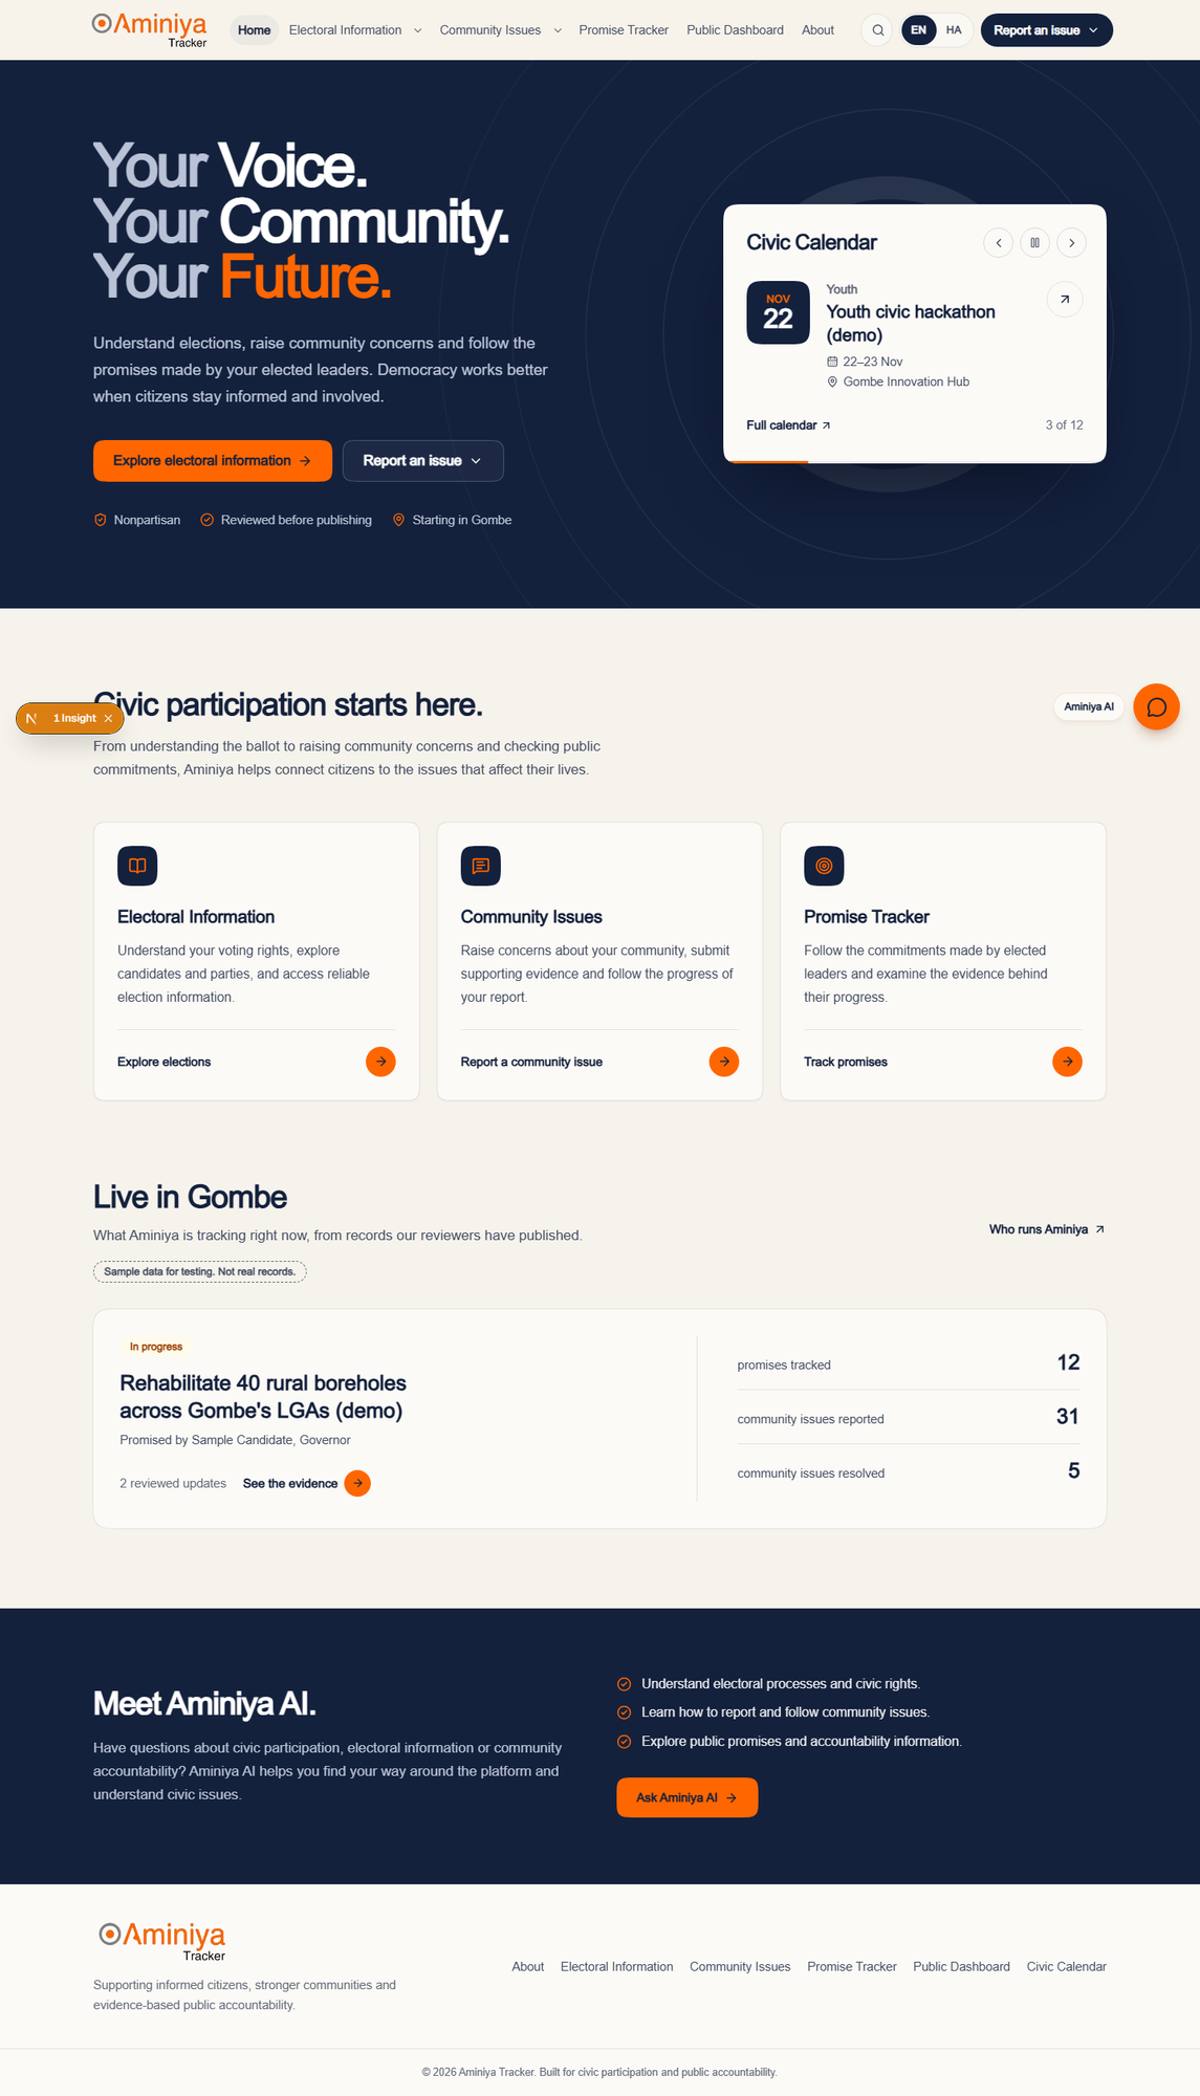 Aminiya
Tracker
Home
Electoral Information
Community Issues
Promise Tracker
Public Dashboard
About
EN
HA
Report an issue
Your Voice.
Your Community.
Your Future.
Understand elections, raise community concerns and follow the
promises made by your elected leaders. Democracy works better
when citizens stay informed and involved.
Explore electoral information
Report an issue
Nonpartisan
Reviewed before publishing
Starting in Gombe
Civic Calendar
NOV
22
Youth
Youth civic hackathon
(demo)
22–23 Nov
Gombe Innovation Hub
Full calendar
3 of 12
Civic participation starts here.
1 Insight
Aminiya AI
From understanding the ballot to raising community concerns and checking public
commitments, Aminiya helps connect citizens to the issues that affect their lives.
Electoral Information
Understand your voting rights, explore
candidates and parties, and access reliable
election information.
Explore elections
Community Issues
Raise concerns about your community, submit
supporting evidence and follow the progress of
your report.
Report a community issue
Promise Tracker
Follow the commitments made by elected
leaders and examine the evidence behind
their progress.
Track promises
Live in Gombe
What Aminiya is tracking right now, from records our reviewers have published.
Who runs Aminiya
Sample data for testing. Not real records.
In progress
Rehabilitate 40 rural boreholes
across Gombe's LGAs (demo)
Promised by Sample Candidate, Governor
2 reviewed updates
See the evidence
promises tracked
12
community issues reported
31
community issues resolved
5
Meet Aminiya AI.
Have questions about civic participation, electoral information or community
accountability? Aminiya AI helps you find your way around the platform and
understand civic issues.
Understand electoral processes and civic rights.
Learn how to report and follow community issues.
Explore public promises and accountability information.
Ask Aminiya AI
Aminiya
Tracker
Supporting informed citizens, stronger communities and
evidence-based public accountability.
About
Electoral Information
Community Issues
Promise Tracker
Public Dashboard
Civic Calendar
© 2026 Aminiya Tracker. Built for civic participation and public accountability.